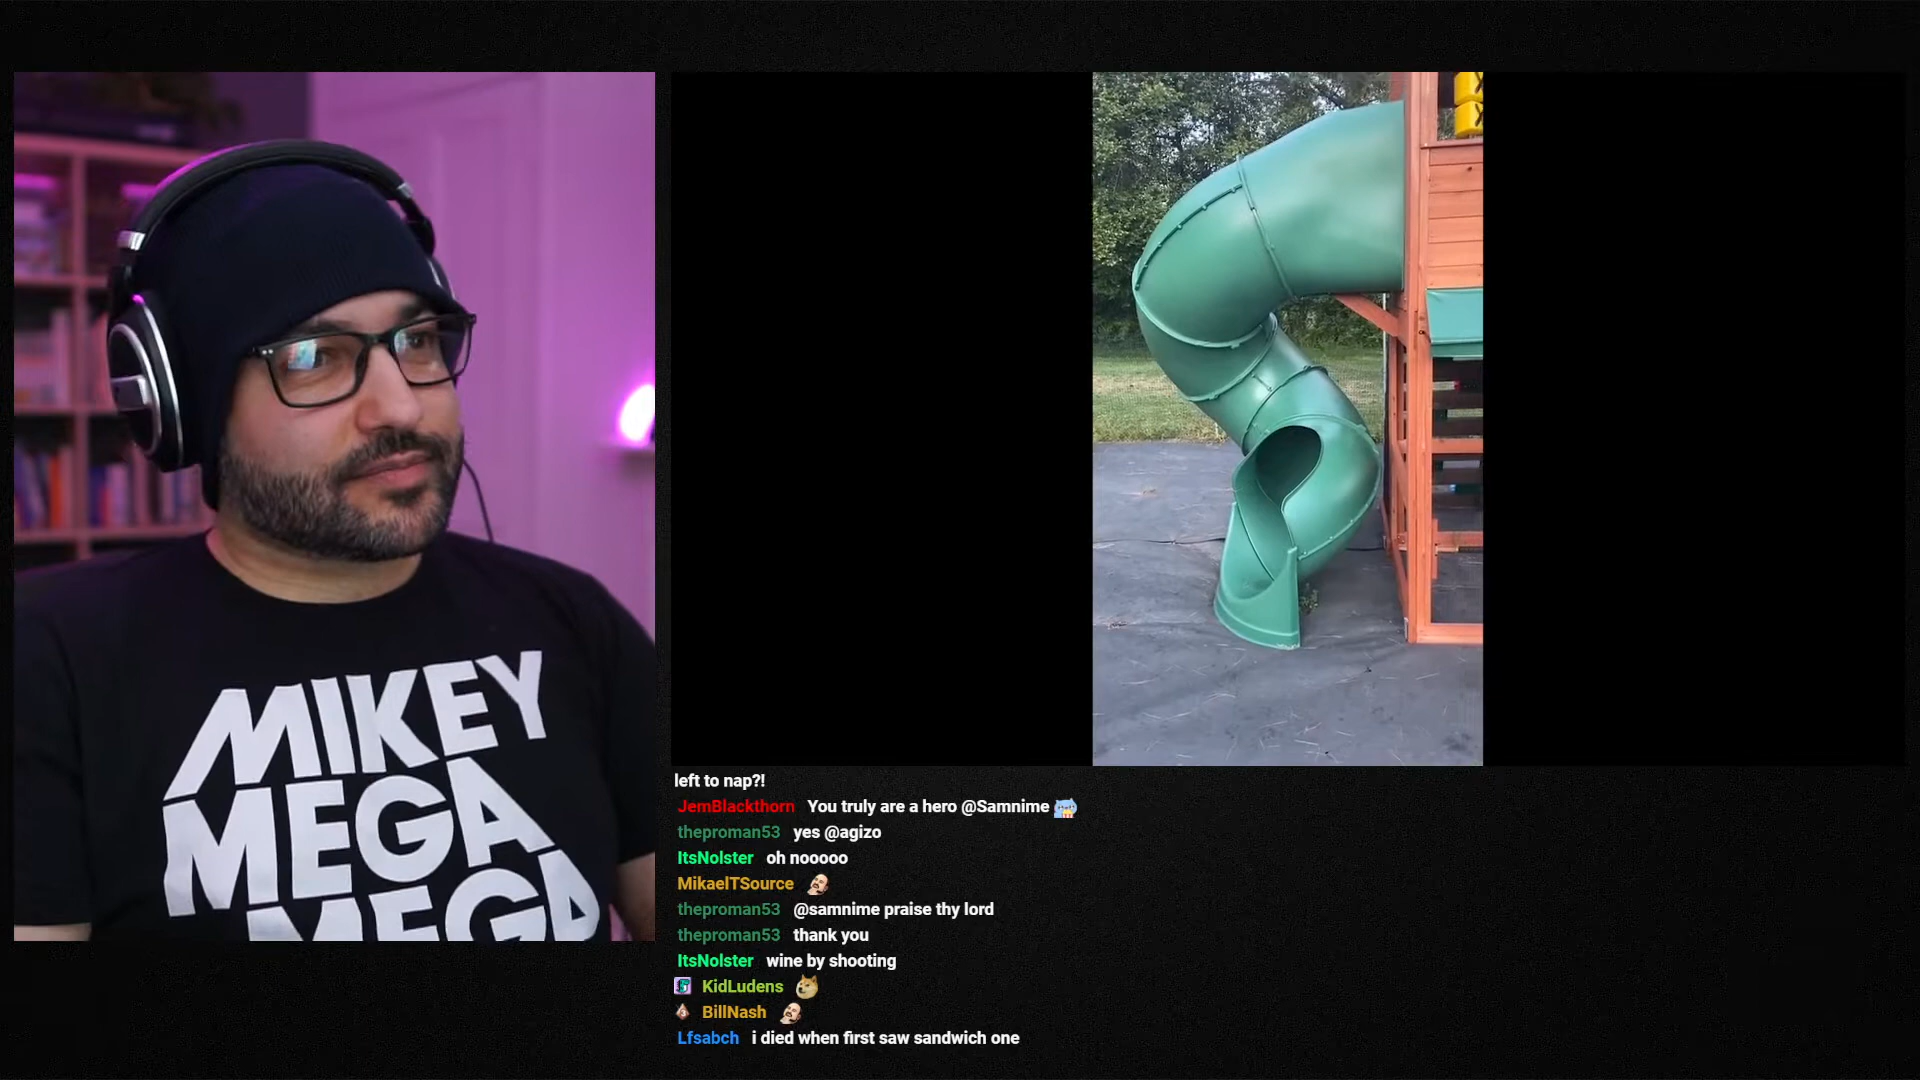 MIKEY
MEGA
MEGA
left to nap?!
JemBlackthorn You truly are a hero @Samnime
theproman53 yes @agizo
ItsNolster oh nooooo
MikaelTSource
theproman53 @samnime praise thy lord
theproman53 thank you
ItsNolster wine by shooting
KidLudens
BillNash
Lfsabch i died when first saw sandwich one